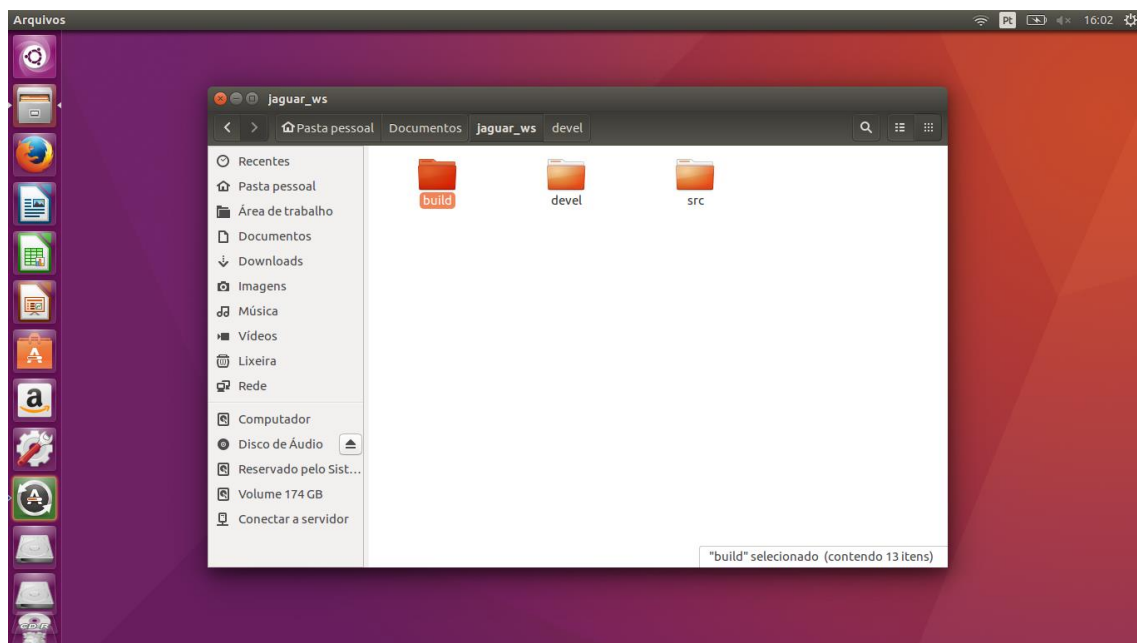 Arquivos
Pt
16:02
jaguar_ws
Pasta pessoal Documentos jaguar_ws devel
Recentes
Pasta pessoal
Área de trabalho
Documentos
Downloads
Imagens
Música
Vídeos
Lixeira
Rede
Computador
Disco de Áudio
Reservado pelo Sist...
Volume 174 GB
Conectar a servidor
build
devel
src
"build" selecionado (contendo 13 itens)
A
a
A
CD-R